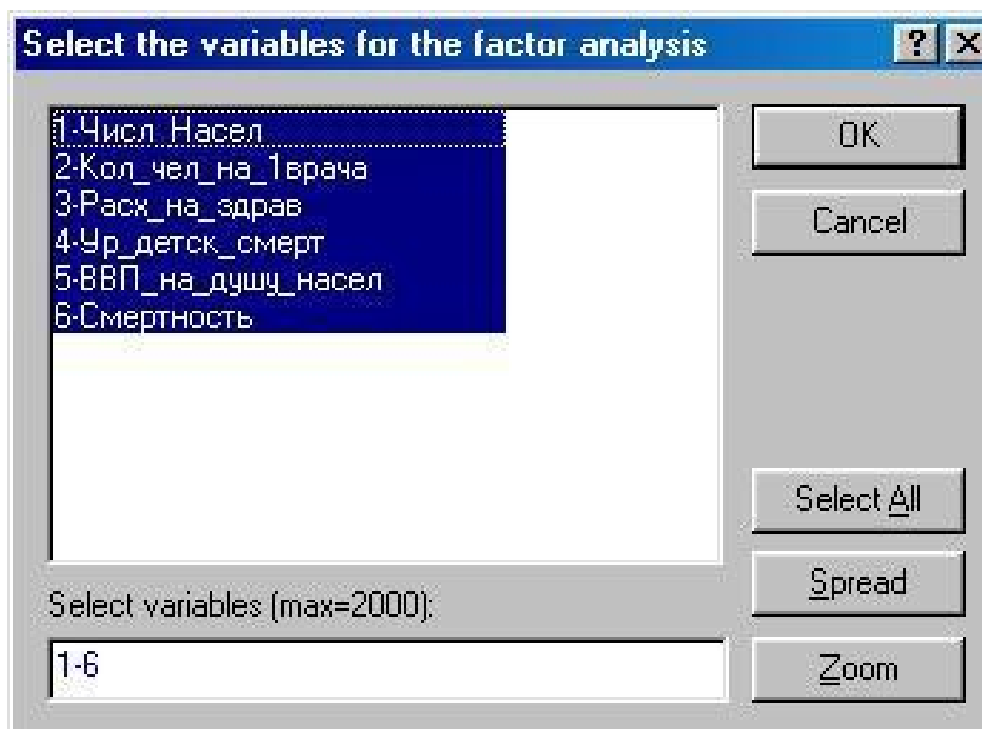 Select the variables for the factor analysis
1-Числ_Насел
2-Кол_чел_на_1врача
3-Расх_на_здрав
4-Ур_детск_смерт
5-ВВП_на_душу_насел
6-Смертность
OK
Cancel
Select All
Spread
Zoom
Select variables (max=2000):
1-6